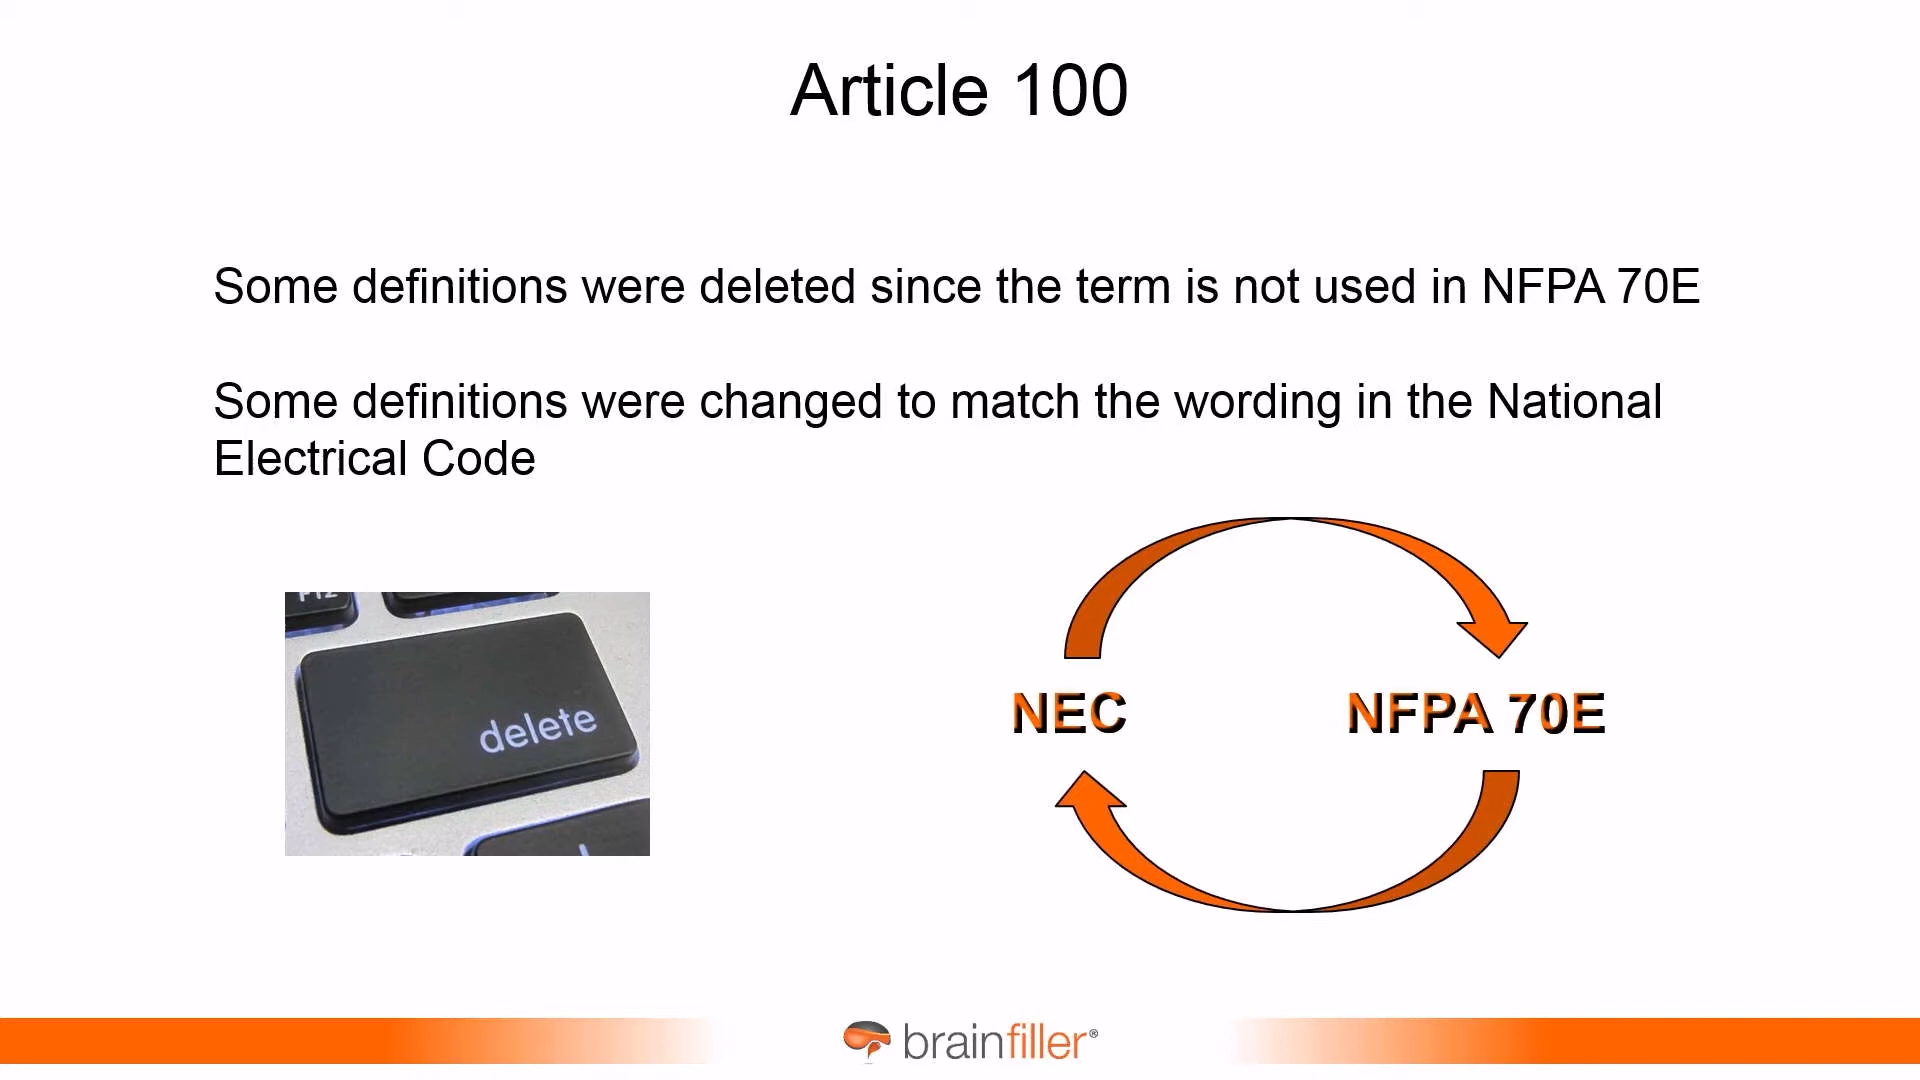 Article 100
Some definitions were deleted since the term is not used in NFPA 70E
Some definitions were changed to match the wording in the National
Electrical Code
F12
delete
NEC
NFPA 70E
brainfiller®